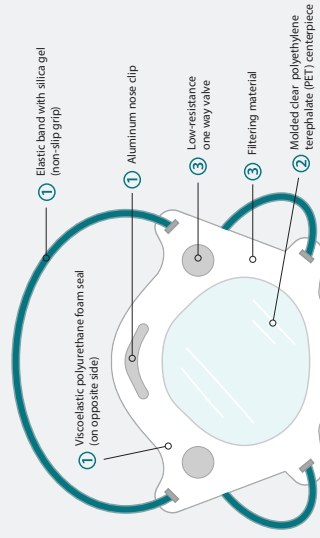 1 Elastic band with silica gel
(non-slip grip)
1 Aluminum nose clip
3 Low-resistance
one way valve
3 Filtering material
2 Molded clear polyethylene
terephalate (PET) centerpiece
1 Viscoelastic polyurethane foam seal
(on opposite side)